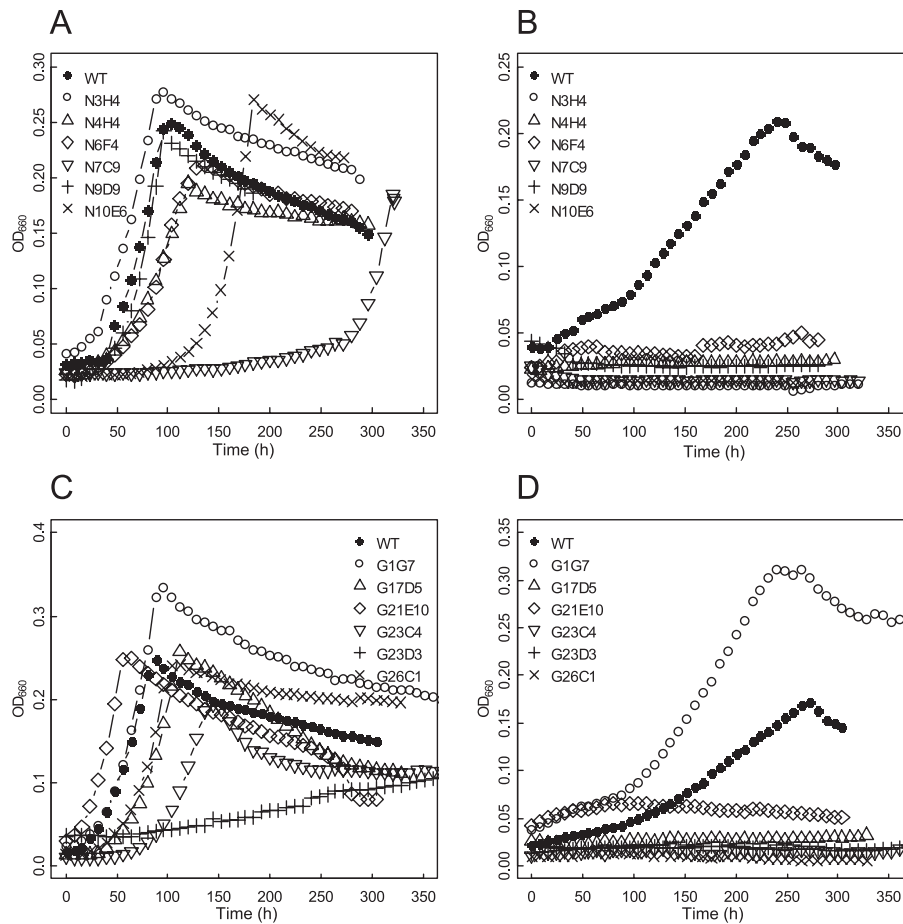 A
B
0.30
0.25
0.20
0.15
0.10
0.05
0.00
OD660
WT
N3H4
N4H4
N6F4
N7C9
N9D9
N10E6
0 50 100 150 200 250 300 350
Time (h)
0.25
0.20
0.15
0.10
0.05
0.00
OD660
WT
N3H4
N4H4
N6F4
N7C9
N9D9
N10E6
0 50 100 150 200 250 300 350
Time (h)
C
D
0.4
0.3
0.2
0.1
0.0
OD660
WT
G1G7
G17D5
G21E10
G23C4
G23D3
G26C1
0 50 100 150 200 250 300 350
Time (h)
0.35
0.30
0.25
0.20
0.15
0.10
0.05
0.00
OD660
WT
G1G7
G17D5
G21E10
G23C4
G23D3
G26C1
0 50 100 150 200 250 300 350
Time (h)